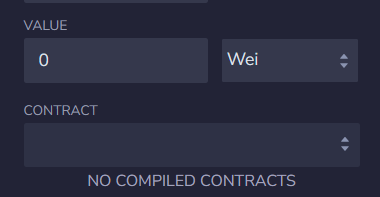 VALUE
0 Wei
CONTRACT
NO COMPILED CONTRACTS